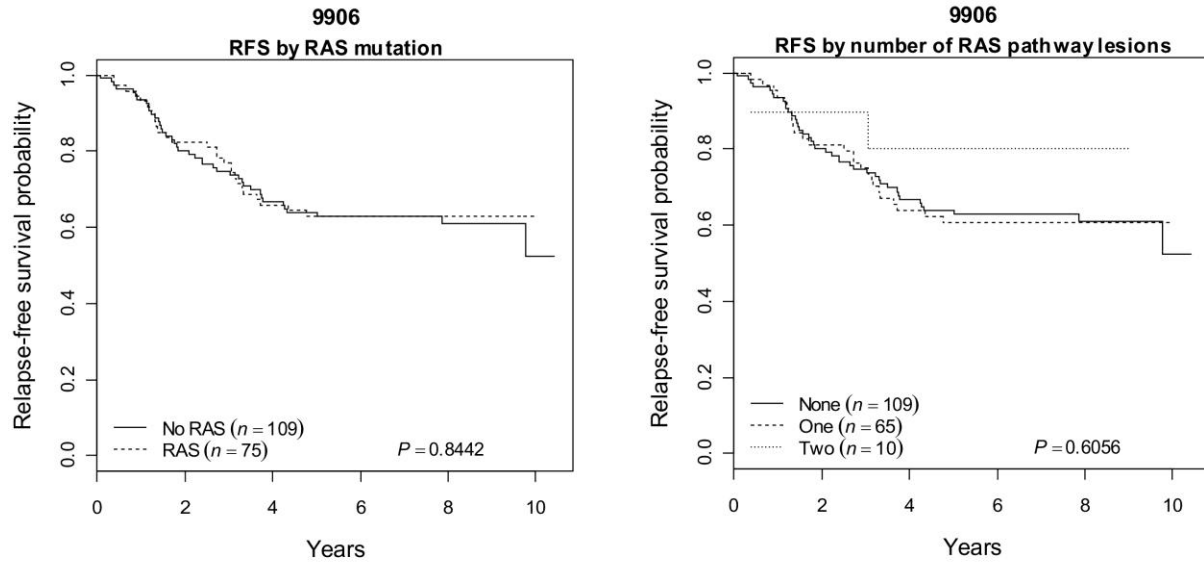 9906
RFS by RAS mutation
Relapse-free survival probability
1.0
0.8
0.6
0.4
0.2
0.0
No RAS (n = 109)
RAS (n = 75)
P = 0.8442
0 2 4 6 8 10
Years
9906
RFS by number of RAS pathway lesions
Relapse-free survival probability
1.0
0.8
0.6
0.4
0.2
0.0
None (n = 109)
One (n = 65)
Two (n = 10)
P = 0.6056
0 2 4 6 8 10
Years